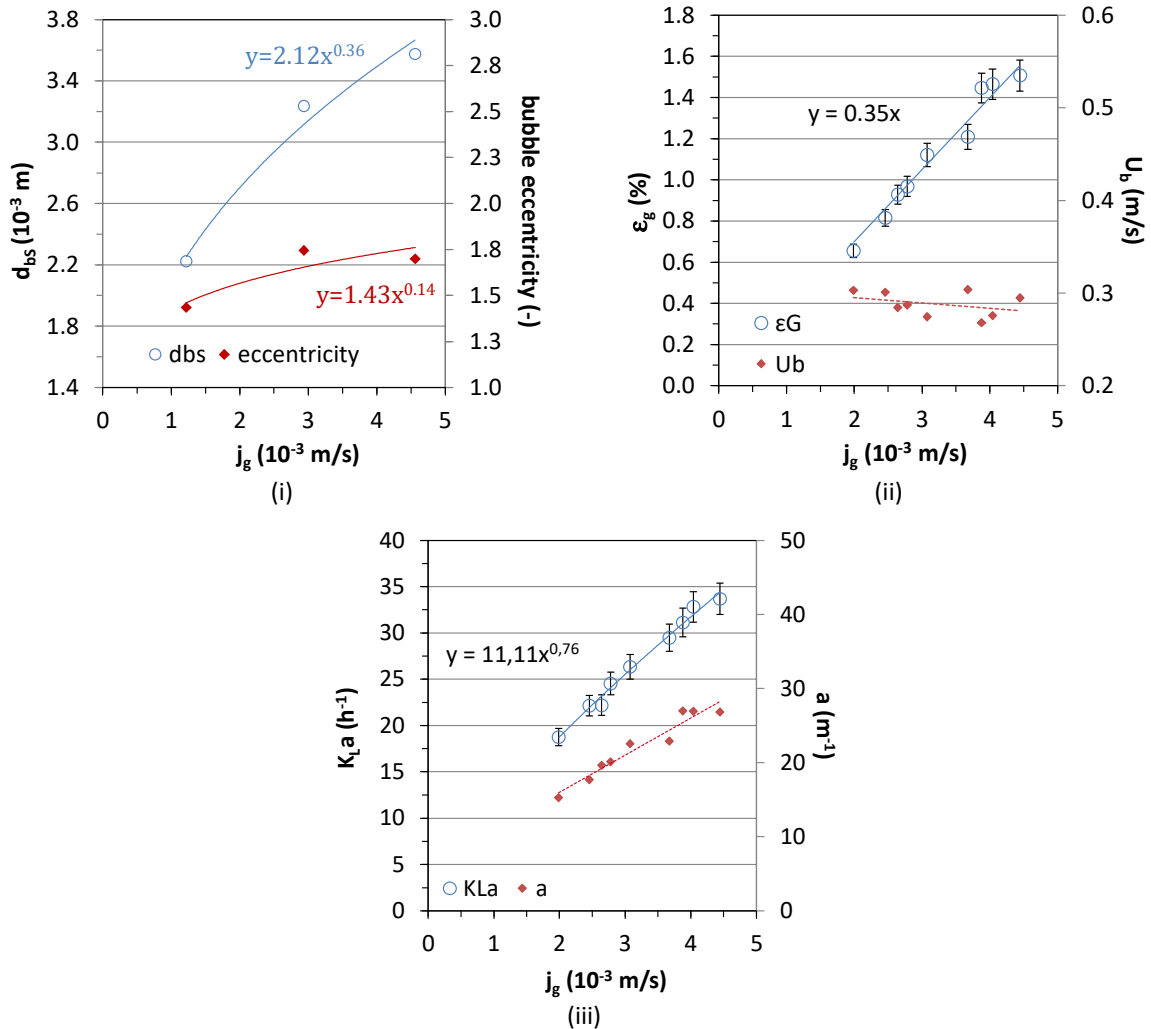 3.8
3.4
3.0
2.6
2.2
1.8
1.4
d_bs (10⁻³ m)
y=2.12x^0.36
y=1.43x^0.14
dbs
eccentricity
3.0
2.8
2.5
2.3
2.0
1.8
1.5
1.3
1.0
bubble eccentricity (-)
0 1 2 3 4 5
j_g (10⁻³ m/s)
(i)
1.8
1.6
1.4
1.2
1.0
0.8
0.6
0.4
0.2
0.0
ε_g (%)
y = 0.35x
εG
Ub
0.6
0.5
0.4
0.3
0.2
U_b (m/s)
0 1 2 3 4 5
j_g (10⁻³ m/s)
(ii)
40
35
30
25
20
15
10
5
0
K_La (h⁻¹)
y = 11,11x^0,76
KLa
a
50
40
30
20
10
0
a (m⁻¹)
0 1 2 3 4 5
j_g (10⁻³ m/s)
(iii)